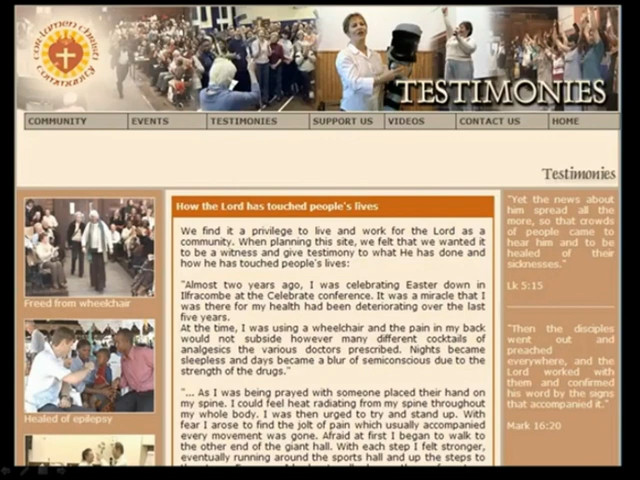 cor lumen christi
community
TESTIMONIES
COMMUNITY EVENTS TESTIMONIES SUPPORT US VIDEOS CONTACT US HOME
Testimonies
Freed from wheelchair
Healed of epilepsy
How the Lord has touched people's lives
We find it a privilege to live and work for the Lord as a
community. When planning this site, we felt that we wanted it
to be a witness and give testimony to what He has done and
how he has touched people's lives:
"Almost two years ago, I was celebrating Easter down in
Ilfracombe at the Celebrate conference. It was a miracle that I
was there for my health had been deteriorating over the last
five years.
At the time, I was using a wheelchair and the pain in my back
would not subside however many different cocktails of
analgesics the various doctors prescribed. Nights became
sleepless and days became a blur of semiconscious due to the
strength of the drugs."
"... As I was being prayed with someone placed their hand on
my spine. I could feel heat radiating from my spine throughout
my whole body. I was then urged to try and stand up. With
fear I arose to find the jolt of pain which usually accompanied
every movement was gone. Afraid at first I began to walk to
the other end of the giant hall. With each step I felt stronger,
eventually running around the sports hall and up the steps to
"Yet the news about
him spread all the
more, so that crowds
of people came to
hear him and to be
healed of their
sicknesses."
Lk 5:15
"Then the disciples
went out and
preached
everywhere, and the
Lord worked with
them and confirmed
his word by the signs
that accompanied it."
Mark 16:20